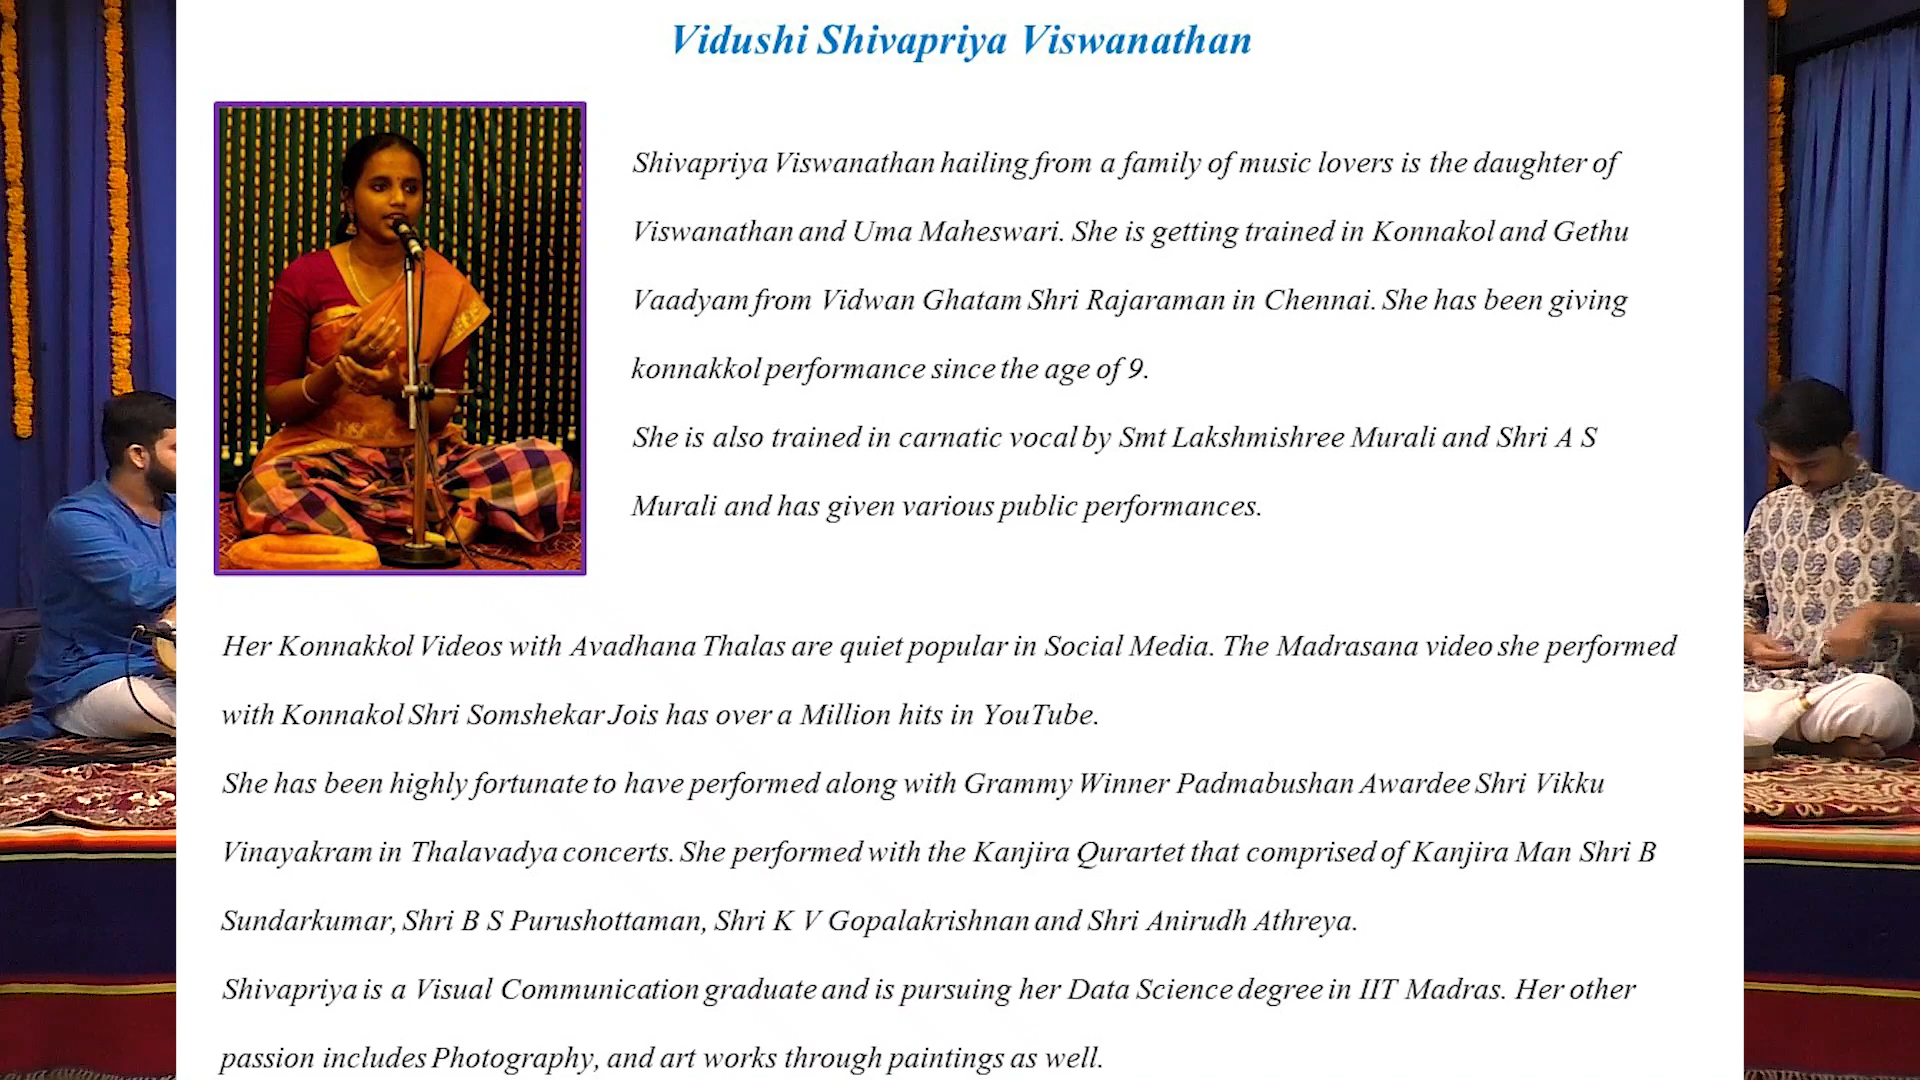 Vidushi Shivapriya Viswanathan
Shivapriya Viswanathan hailing from a family of music lovers is the daughter of
Viswanathan and Uma Maheswari. She is getting trained in Konnakol and Gethu
Vaadyam from Vidwan Ghatam Shri Rajaraman in Chennai. She has been giving
konnakkol performance since the age of 9.
She is also trained in carnatic vocal by Smt Lakshmishree Murali and Shri A S
Murali and has given various public performances.
Her Konnakkol Videos with Avadhana Thalas are quiet popular in Social Media. The Madrasana video she performed
with Konnakol Shri Somshekar Jois has over a Million hits in YouTube.
She has been highly fortunate to have performed along with Grammy Winner Padmabushan Awardee Shri Vikku
Vinayakram in Thalavadya concerts. She performed with the Kanjira Qurartet that comprised of Kanjira Man Shri B
Sundarkumar, Shri B S Purushottaman, Shri K V Gopalakrishnan and Shri Anirudh Athreya.
Shivapriya is a Visual Communication graduate and is pursuing her Data Science degree in IIT Madras. Her other
passion includes Photography, and art works through paintings as well.